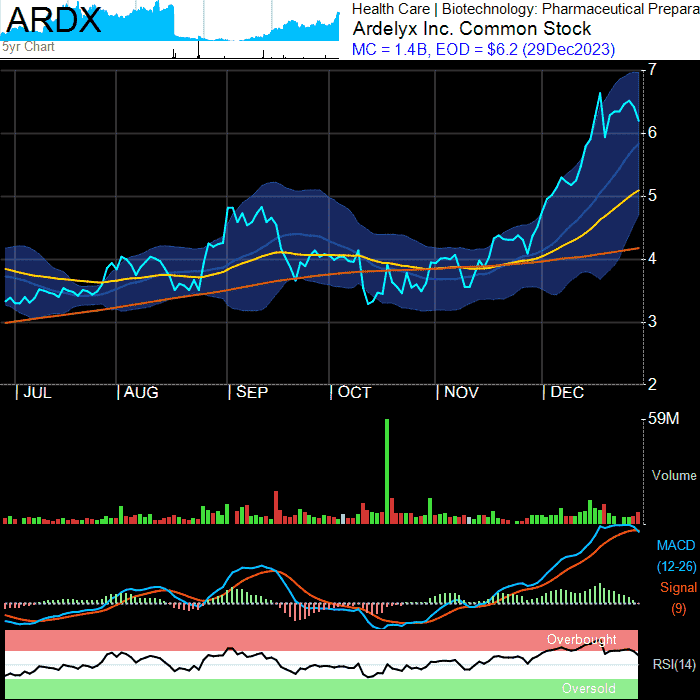 ARDX
5yr Chart
Health Care | Biotechnology: Pharmaceutical Prepara
Ardelyx Inc. Common Stock
MC = 1.4B, EOD = $6.2 (29Dec2023)
7
6
5
4
3
2
| JUL | AUG | SEP | OCT | NOV | DEC
59M
Volume
MACD
(12-26)
Signal
(9)
Overbought
RSI(14)
Oversold